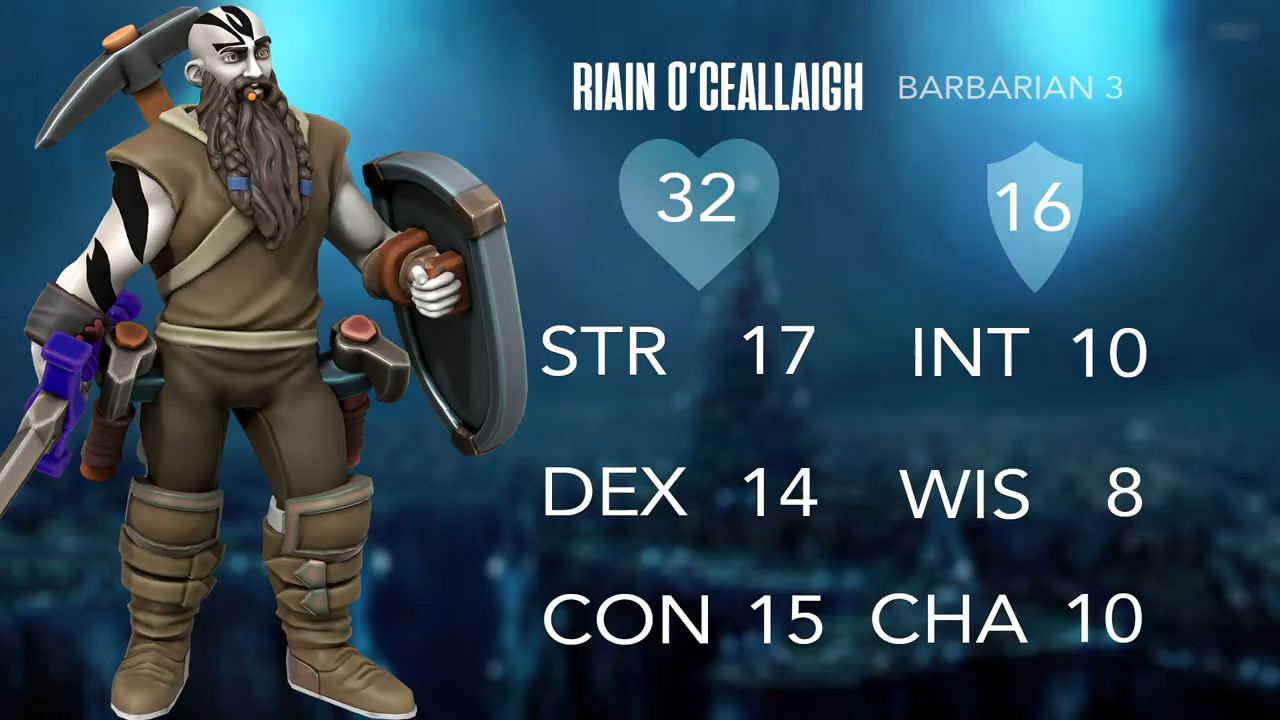 RIAIN O'CEALLAIGH BARBARIAN 3
32 16
STR 17 INT 10
DEX 14 WIS 8
CON 15 CHA 10